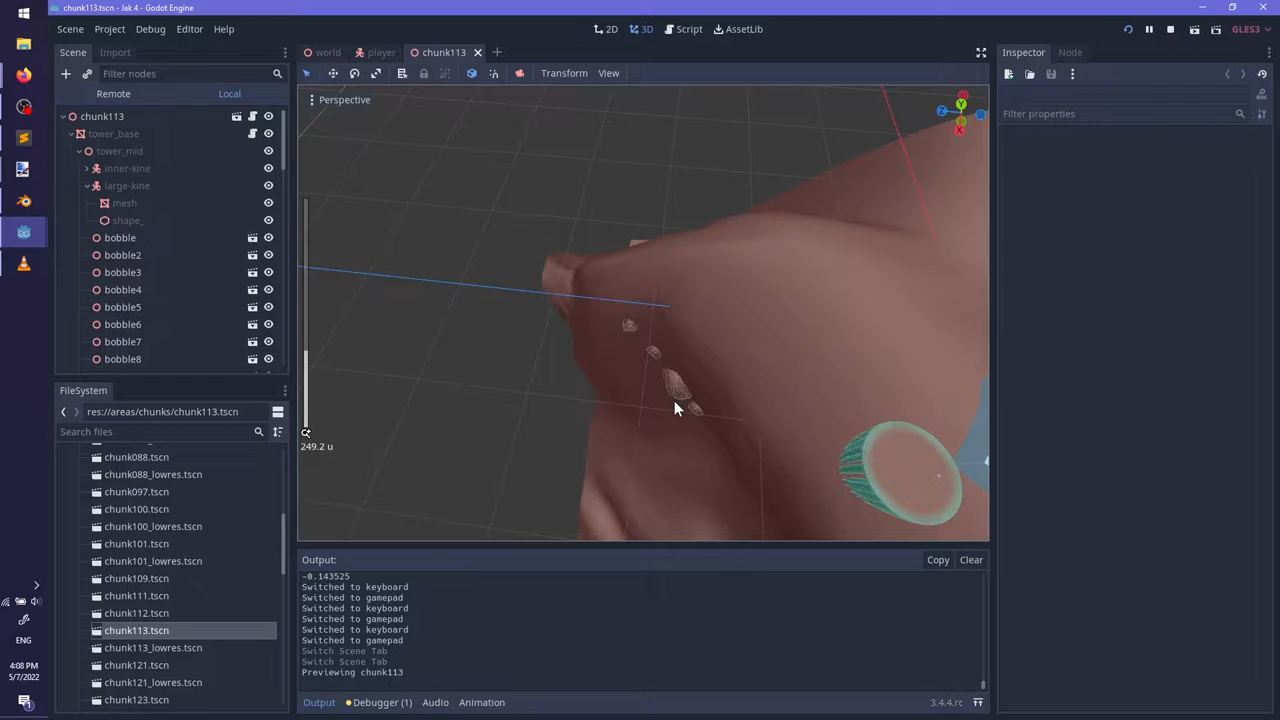 chunk113.tscn - Jak 4 - Godot Engine
Scene Project Debug Editor Help
2D 3D Script AssetLib
GLES3
Scene Import
world player chunk113
Inspector Node
Filter nodes
Transform View
Remote Local
Perspective
Filter properties
chunk113
tower_base
tower_mid
inner-kine
large-kine
mesh
shape_
bobble
bobble2
bobble3
bobble4
bobble5
bobble6
bobble7
bobble8
Y
Z
X
249.2 u
FileSystem
res://areas/chunks/chunk113.tscn
Search files
chunk088.tscn
chunk088_lowres.tscn
chunk097.tscn
chunk100.tscn
chunk100_lowres.tscn
chunk101.tscn
chunk101_lowres.tscn
chunk109.tscn
chunk111.tscn
chunk112.tscn
chunk113.tscn
chunk113_lowres.tscn
chunk121.tscn
chunk121_lowres.tscn
chunk123.tscn
Output:
Copy Clear
-0.143525
Switched to keyboard
Switched to gamepad
Switched to keyboard
Switched to gamepad
Switched to keyboard
Switched to gamepad
Switch Scene Tab
Switch Scene Tab
Previewing chunk113
Output Debugger (1) Audio Animation
3.4.4.rc
ENG
4:08 PM
5/7/2022
1